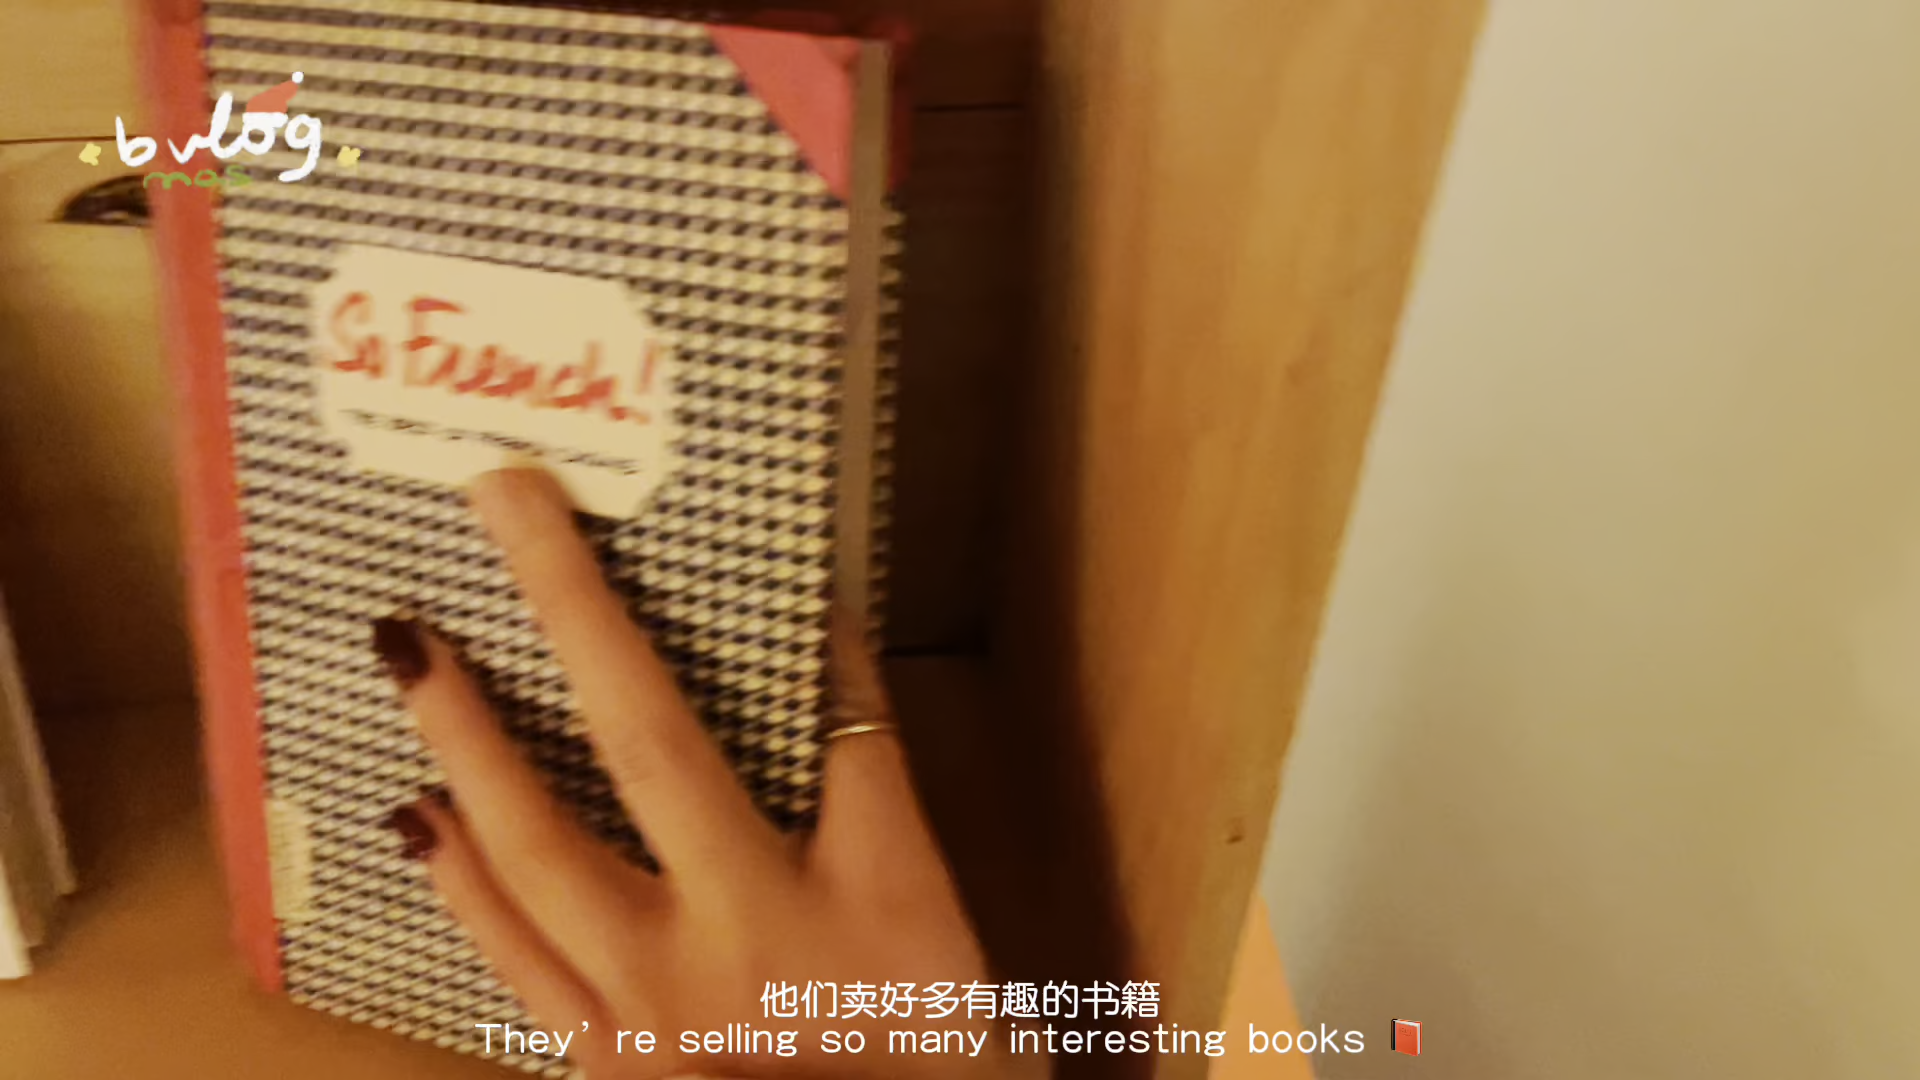 bvlog
mas
So French!
他们卖好多有趣的书籍
They're selling so many interesting books